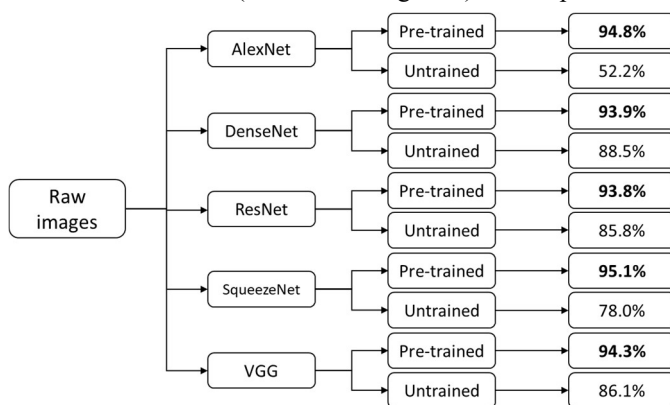 Pre-trained 94.8%
AlexNet
Untrained 52.2%
Pre-trained 93.9%
DenseNet
Untrained 88.5%
Raw images
Pre-trained 93.8%
ResNet
Untrained 85.8%
Pre-trained 95.1%
SqueezeNet
Untrained 78.0%
Pre-trained 94.3%
VGG
Untrained 86.1%